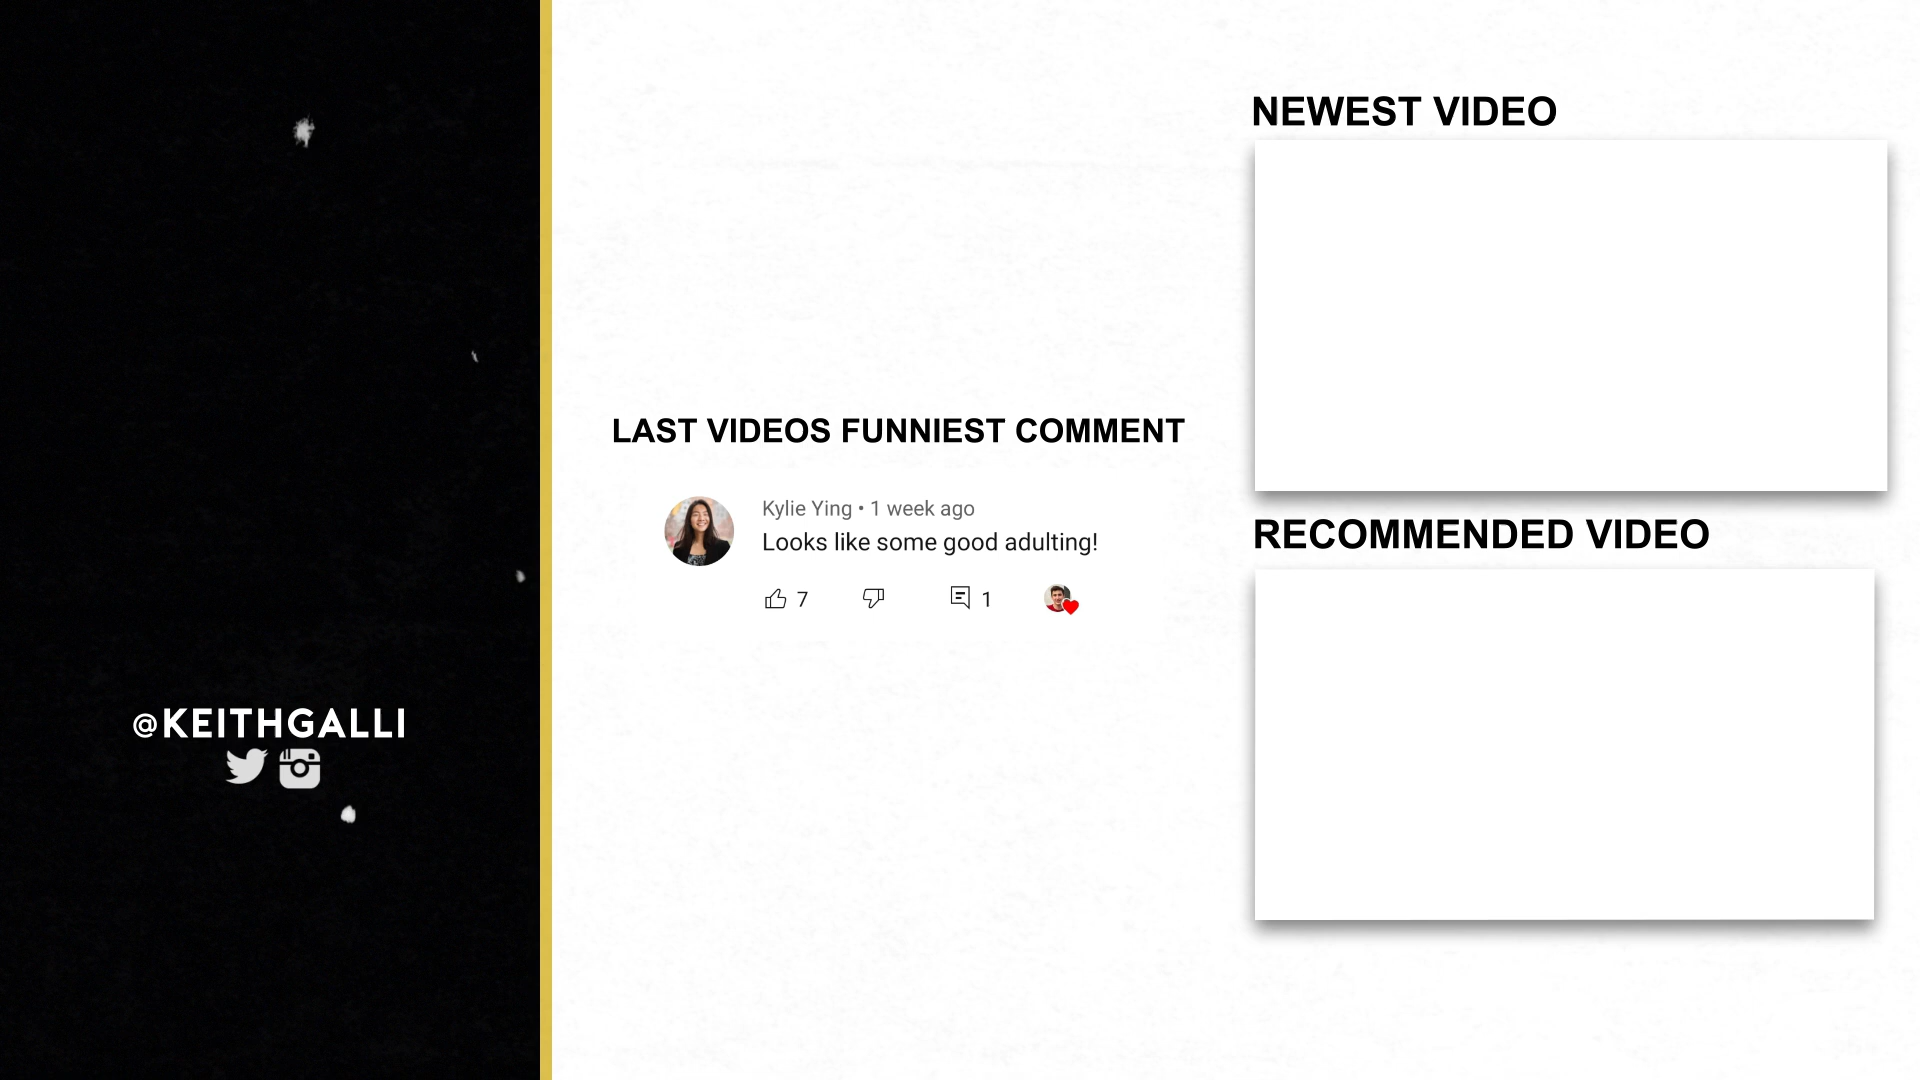 @KEITHGALLI
LAST VIDEOS FUNNIEST COMMENT
Kylie Ying • 1 week ago
Looks like some good adulting!
7 1
NEWEST VIDEO
RECOMMENDED VIDEO